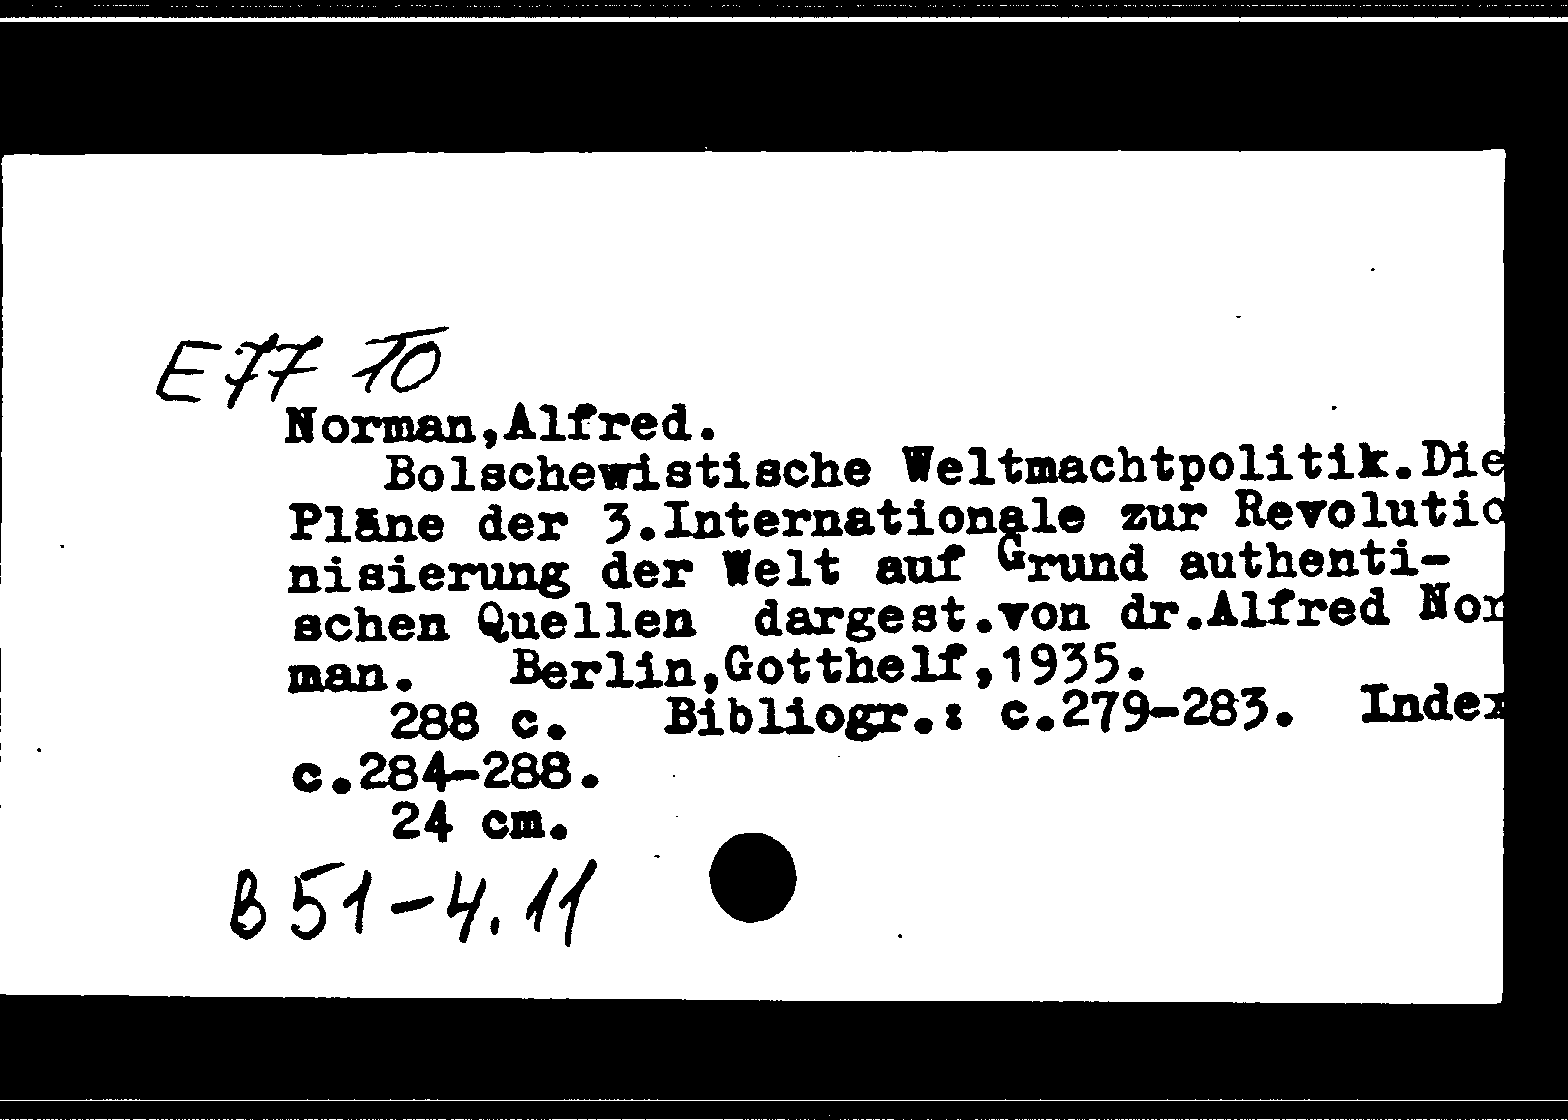 E77 10
Norman,Alfred.
Bolschewistische Weltmachtpolitik.Die
Pläne der 3.Internationale zur Revolutio
nisierung der Welt auf Grund authenti-
schen Quellen dargest.von dr.Alfred Nor
man. Berlin,Gotthelf,1935.
288 c. Bibliogr.: c.279-283. Index
c.284-288.
24 cm.
B 51-4.11